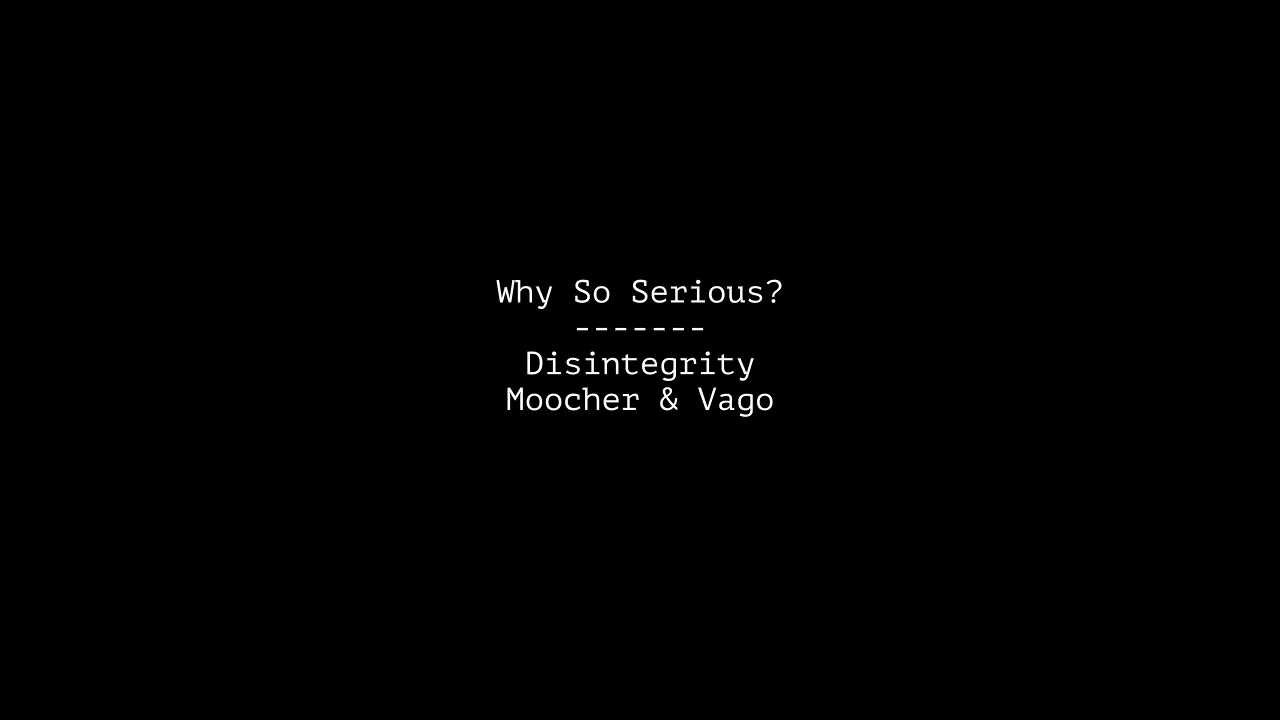 Why So Serious?
-------
Disintegrity
Moocher & Vago